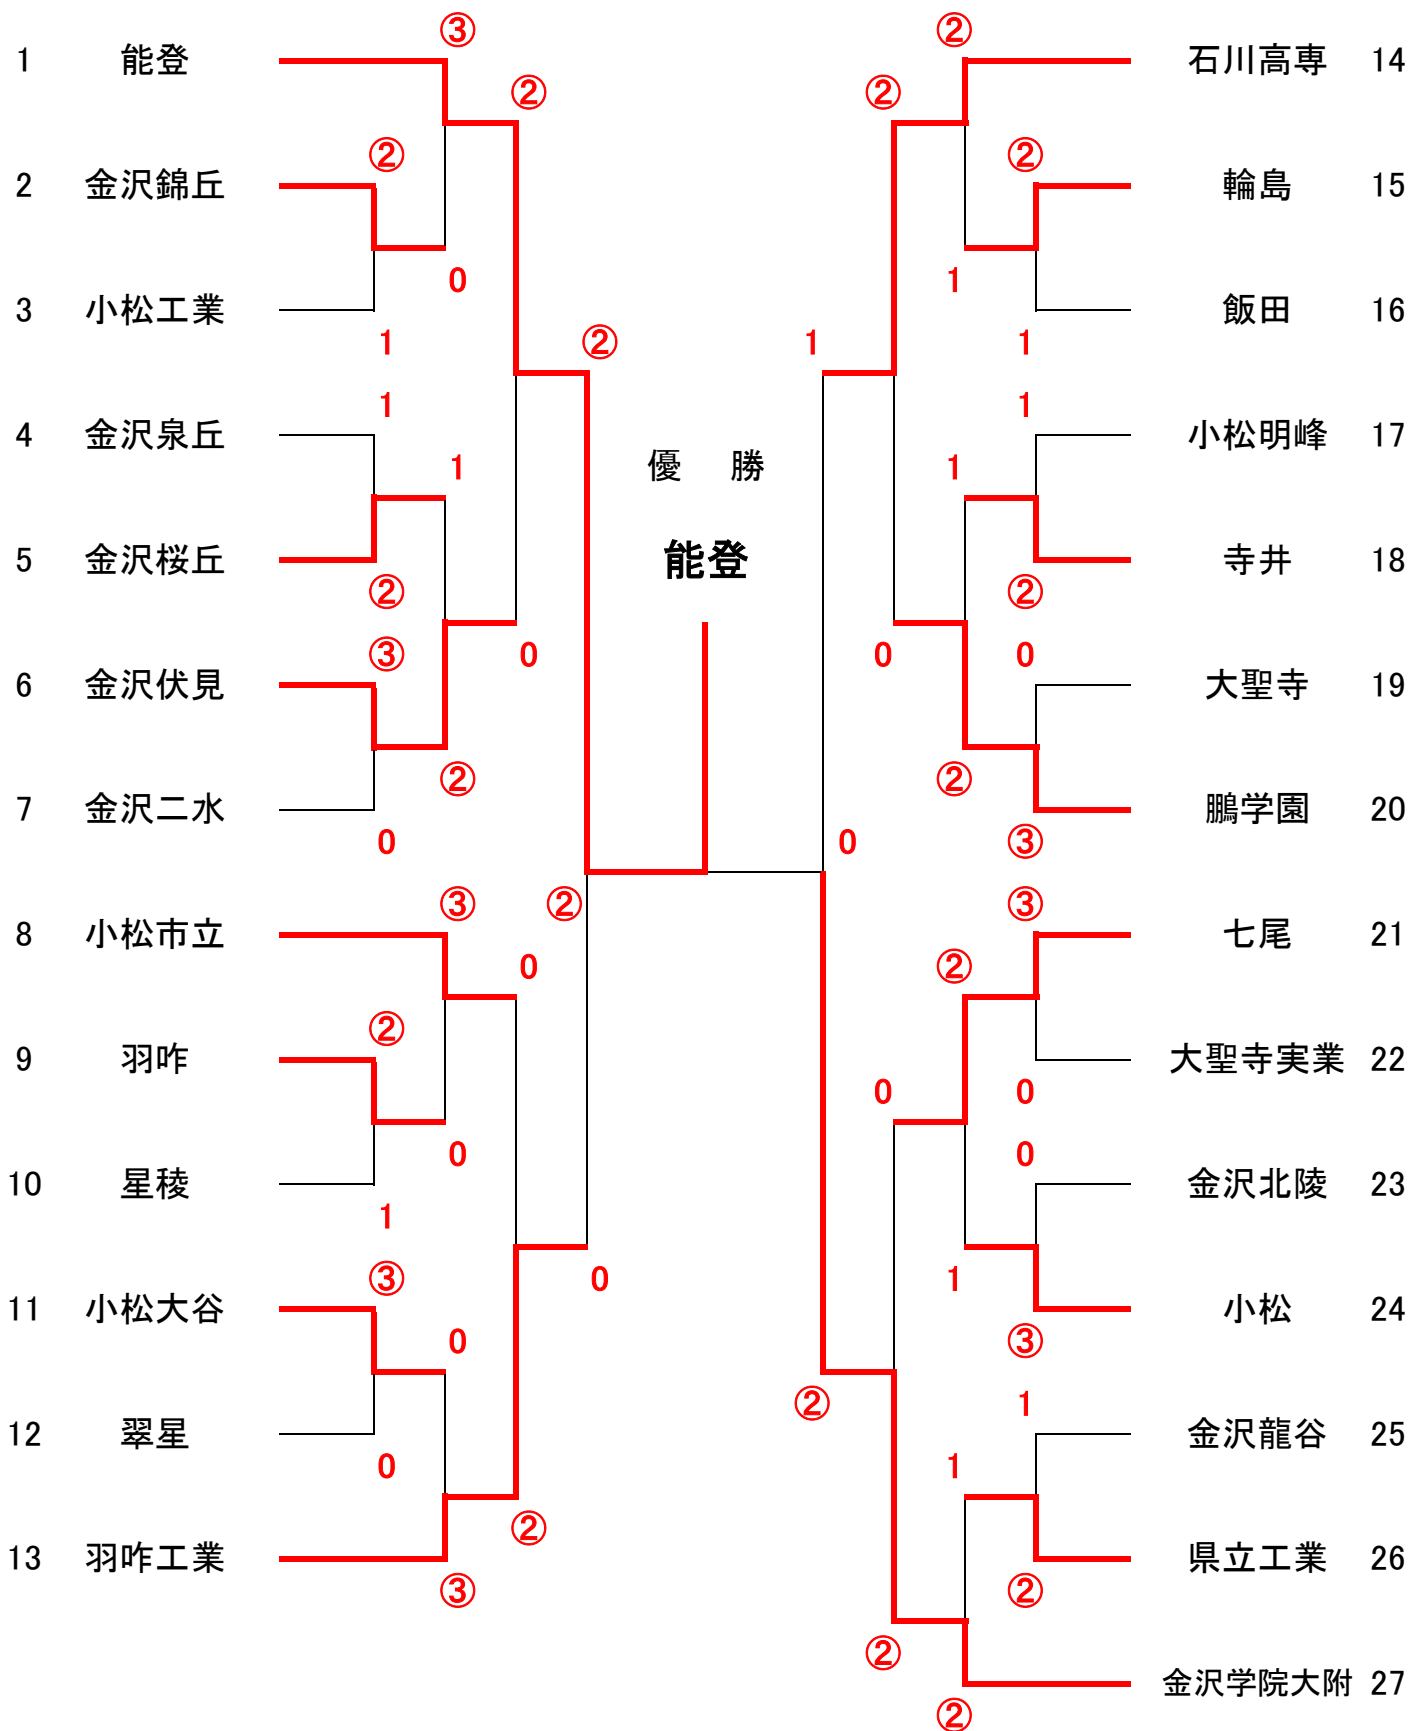 ③ ②
1 能登 石川高専 14
② ②
② ②
2 金沢錦丘 輪島 15
0 1
3 小松工業 飯田 16
1 ② 1 1
1 1
4 金沢泉丘 小松明峰 17
1 優 勝 1
5 金沢桜丘 能登 寺井 18
② ②
③ 0 0 0
6 金沢伏見 大聖寺 19
② ②
7 金沢二水 鵬学園 20
0 0 ③
③ ② ③
8 小松市立 七尾 21
0 ②
② 
9 羽咋 大聖寺実業 22
0 0
0 0
10 星稜 金沢北陵 23
1
③ 0 1
11 小松大谷 小松 24
0 ③
② 1
12 翠星 金沢龍谷 25
0 1
②
13 羽咋工業 県立工業 26
③ ②
②
金沢学院大附 27
②